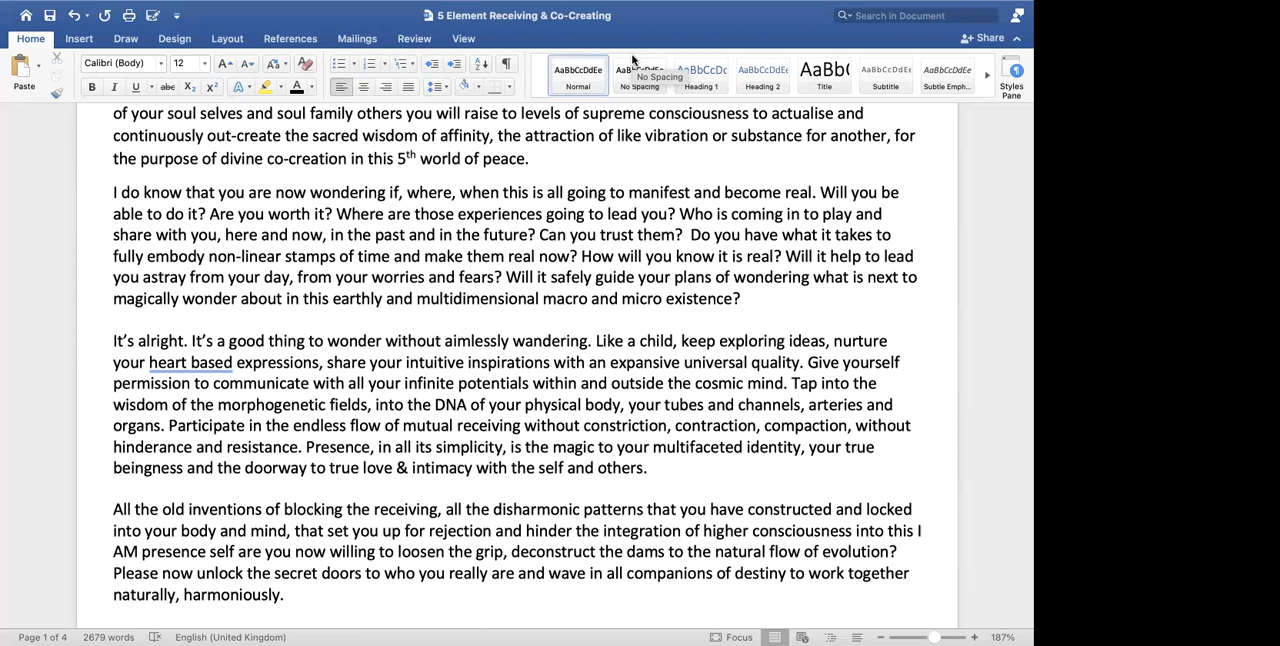 5 Element Receiving & Co-Creating
Search in Document
Home Insert Draw Design Layout References Mailings Review View
Share
Paste
Calibri (Body) 12
AaBbCcDdEe AaBbCcDc AaBbCcDdEe AaBb( AaBbCcDdEe AaBbCcDdEe
Normal No Spacing Heading 1 Heading 2 Title Subtitle Subtle Emph... Styles Pane
No Spacing
of your soul selves and soul family others you will raise to levels of supreme consciousness to actualise and
continuously out-create the sacred wisdom of affinity, the attraction of like vibration or substance for another, for
the purpose of divine co-creation in this 5th world of peace.
I do know that you are now wondering if, where, when this is all going to manifest and become real. Will you be
able to do it? Are you worth it? Where are those experiences going to lead you? Who is coming in to play and
share with you, here and now, in the past and in the future? Can you trust them?  Do you have what it takes to
fully embody non-linear stamps of time and make them real now? How will you know it is real? Will it help to lead
you astray from your day, from your worries and fears? Will it safely guide your plans of wondering what is next to
magically wonder about in this earthly and multidimensional macro and micro existence?
It’s alright. It’s a good thing to wonder without aimlessly wandering. Like a child, keep exploring ideas, nurture
your heart based expressions, share your intuitive inspirations with an expansive universal quality. Give yourself
permission to communicate with all your infinite potentials within and outside the cosmic mind. Tap into the
wisdom of the morphogenetic fields, into the DNA of your physical body, your tubes and channels, arteries and
organs. Participate in the endless flow of mutual receiving without constriction, contraction, compaction, without
hinderance and resistance. Presence, in all its simplicity, is the magic to your multifaceted identity, your true
beingness and the doorway to true love & intimacy with the self and others.
All the old inventions of blocking the receiving, all the disharmonic patterns that you have constructed and locked
into your body and mind, that set you up for rejection and hinder the integration of higher consciousness into this I
AM presence self are you now willing to loosen the grip, deconstruct the dams to the natural flow of evolution?
Please now unlock the secret doors to who you really are and wave in all companions of destiny to work together
naturally, harmoniously.
Page 1 of 4 2679 words English (United Kingdom) Focus 187%